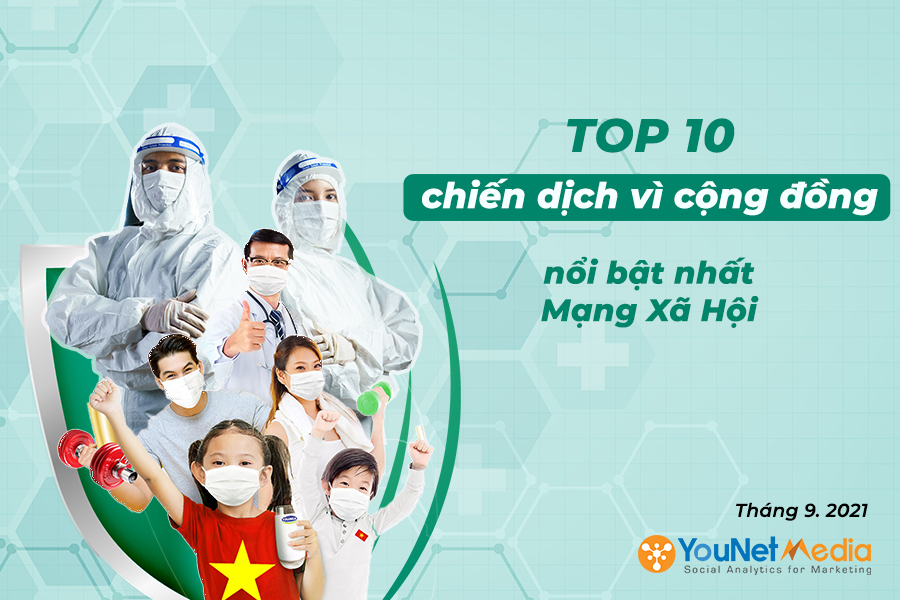 TOP 10
chiến dịch vì cộng đồng
nổi bật nhất
Mạng Xã Hội
Tháng 9. 2021
YouNet Media
Social Analytics for Marketing